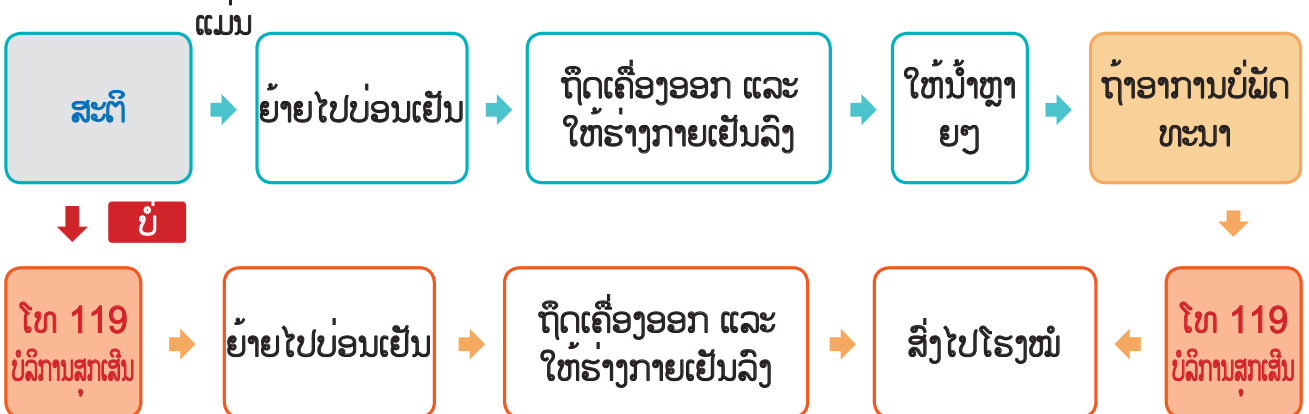 ແມ່ນ
ສະຕິ
ຍ້າຍໄປບ່ອນເຢັນ
ຖຶດເຄື່ອງອອກ ແລະ
ໃຫ້ຮ່າງກາຍເຢັນລົງ
ໃຫ້ນ້ຳຫຼາ
ຍໆ
ຖ້າອາການບໍ່ພັດ
ທະນາ
ບໍ່
ໂທ 119
ບໍລິການສຸກເສີນ
ຍ້າຍໄປບ່ອນເຢັນ
ຖຶດເຄື່ອງອອກ ແລະ
ໃຫ້ຮ່າງກາຍເຢັນລົງ
ສົ່ງໄປໂຮງໝໍ
ໂທ 119
ບໍລິການສຸກເສີນ